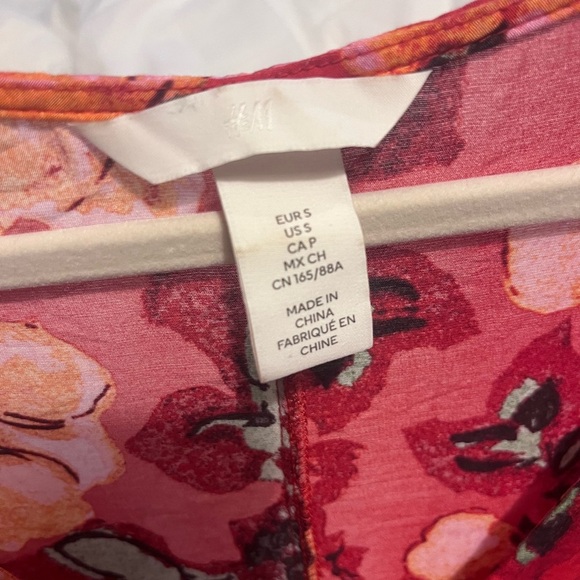 H&M
EUR S
US S
CA P
MX CH
CN 165/88A
MADE IN
CHINA
FABRIQUÉ EN
CHINE